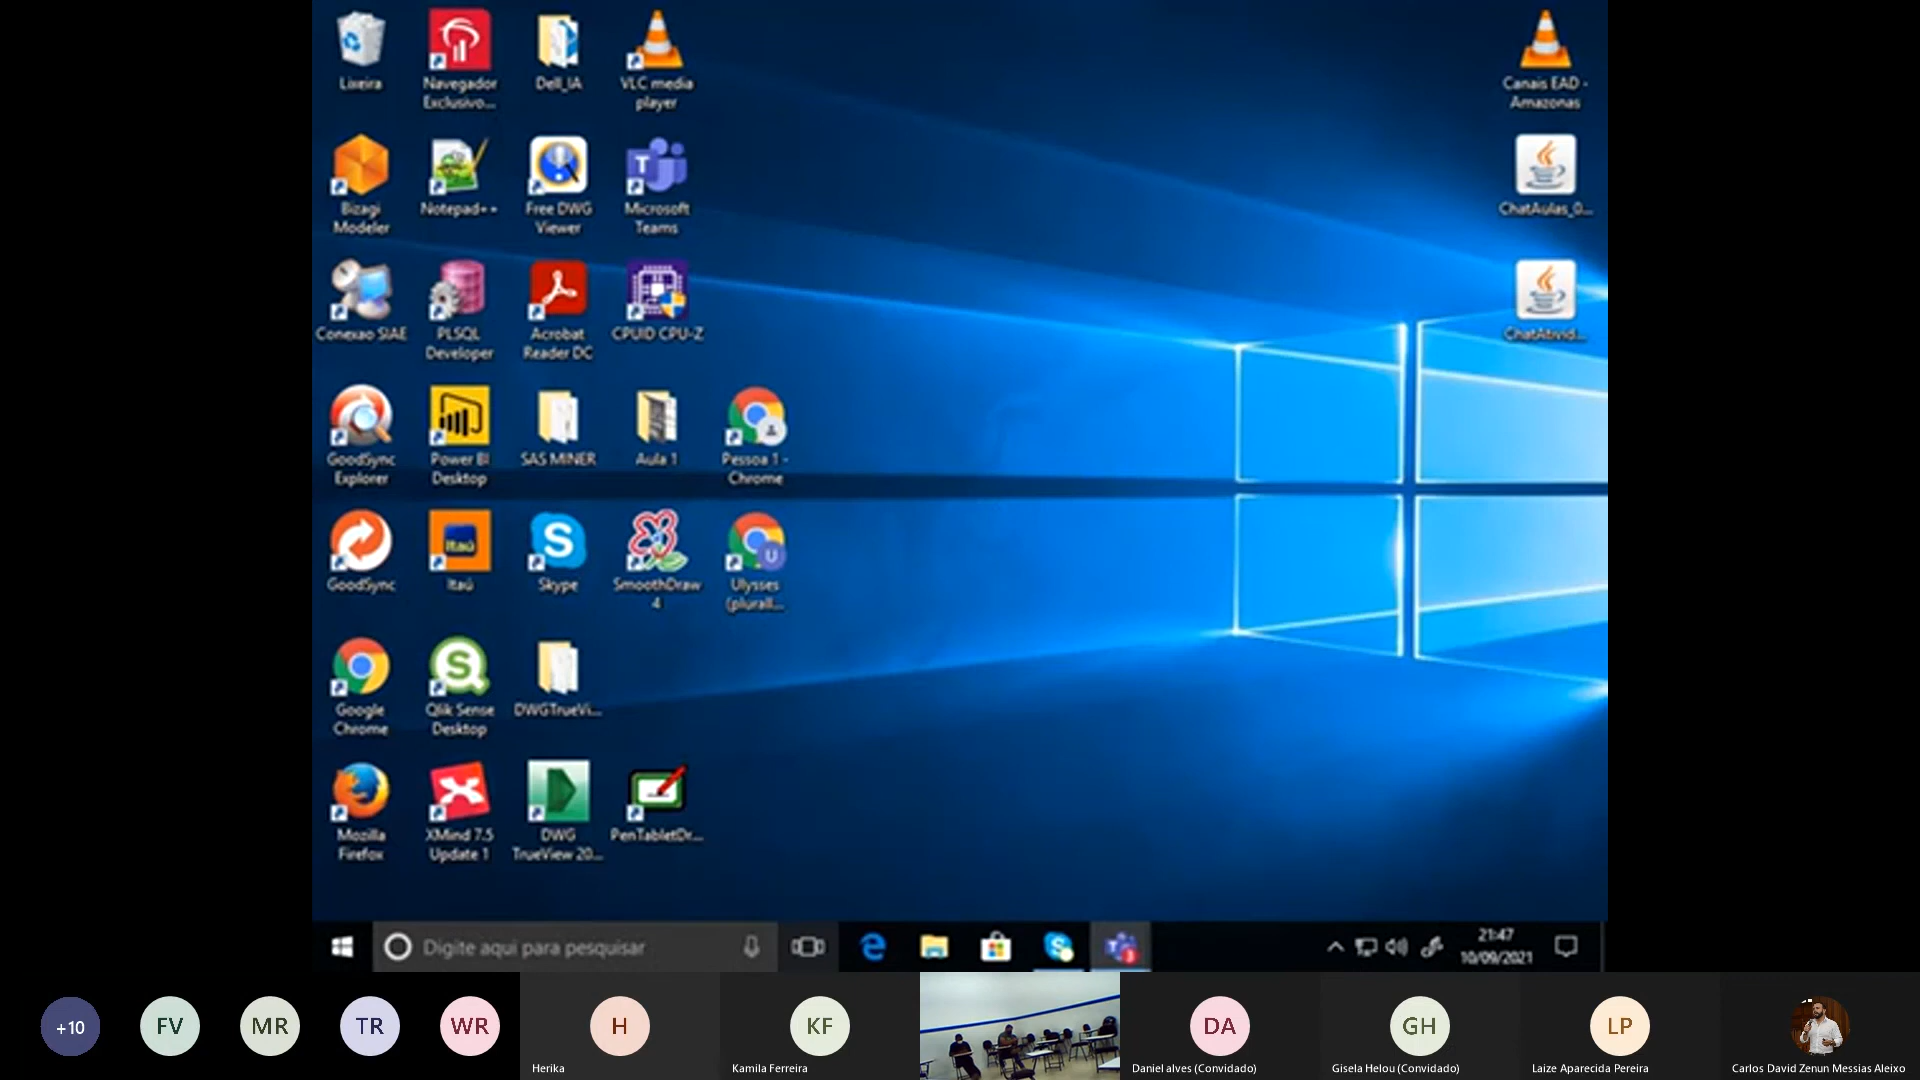 Lixeira
Navegador
Exclusivo...
Dell_IA
VLC media
player
Canais EAD -
Amazonas
Bizagi
Modeler
Notepad++
Free DWG
Viewer
Microsoft
Teams
ChatAulas_0...
Conexao SIAE
PLSQL
Developer
Acrobat
Reader DC
CPUID CPU-Z
ChatAtivid...
GoodSync
Explorer
Power BI
Desktop
SAS MINER
Aula 1
Pessoa 1 -
Chrome
GoodSync
Itaú
Itaú
Skype
SmoothDraw
4
U
Ulysses
(plurall...
Google
Chrome
Qlik Sense
Desktop
DWGTrueVi...
Mozilla
Firefox
XMind 7.5
Update 1
DWG
TrueView 20...
PenTabletDr...
Digite aqui para pesquisar
21:47
10/09/2021
+10
FV
MR
TR
WR
H
Herika
KF
Kamila Ferreira
DA
Daniel alves (Convidado)
GH
Gisela Helou (Convidado)
LP
Laize Aparecida Pereira
Carlos David Zenun Messias Aleixo